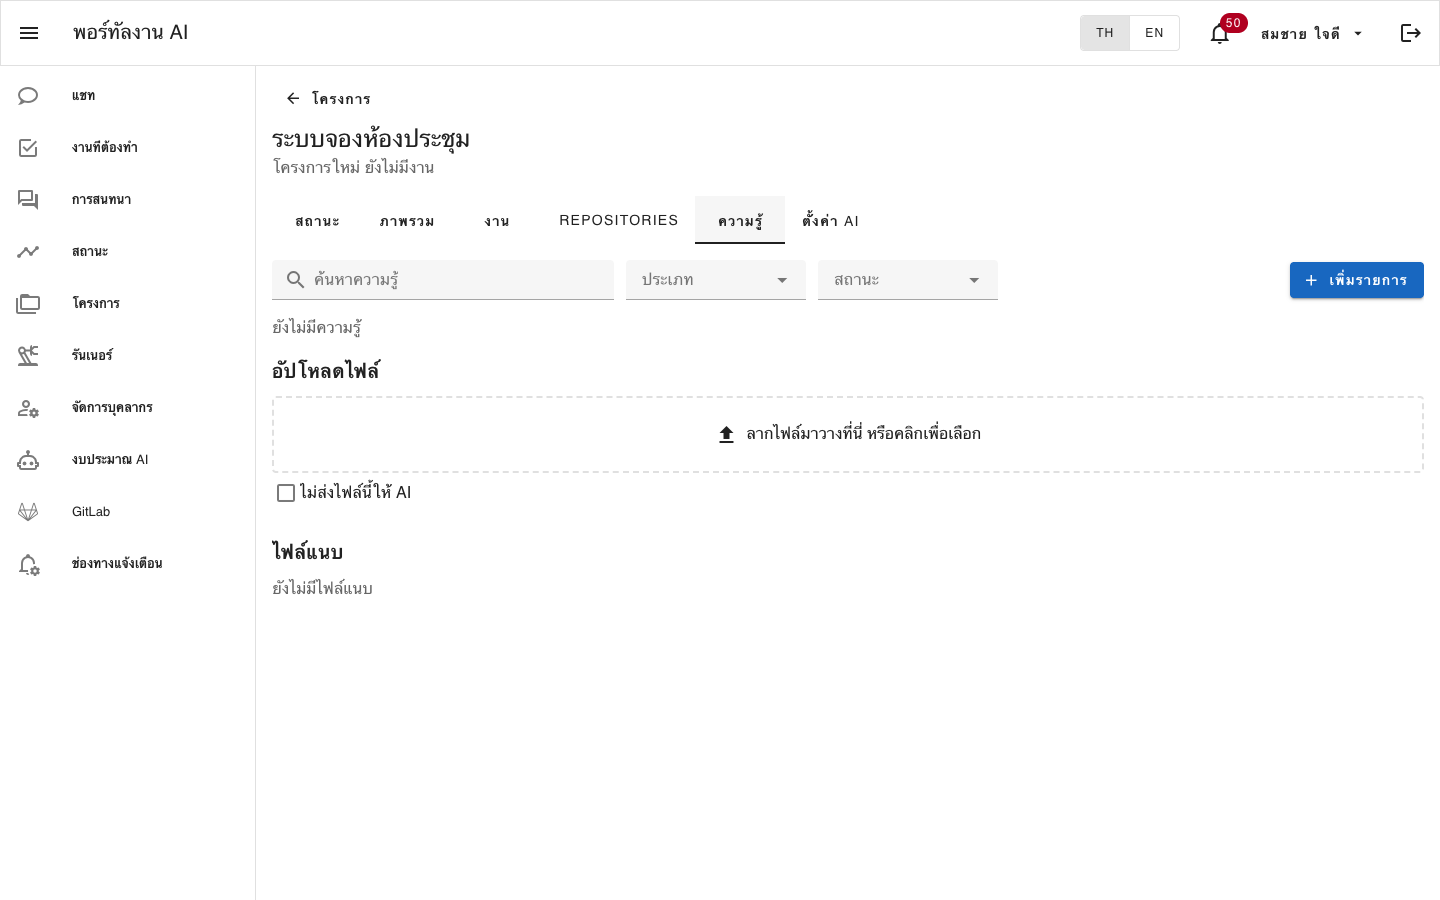 พอร์ทัลงาน AI
TH
EN
50
สมชาย ใจดี
แชท
งานที่ต้องทำ
การสนทนา
สถานะ
โครงการ
รันเนอร์
จัดการบุคลากร
งบประมาณ AI
GitLab
ช่องทางแจ้งเตือน
โครงการ
ระบบจองห้องประชุม
โครงการใหม่ ยังไม่มีงาน
สถานะ
ภาพรวม
งาน
REPOSITORIES
ความรู้
ตั้งค่า AI
ค้นหาความรู้
ประเภท
สถานะ
เพิ่มรายการ
ยังไม่มีความรู้
อัปโหลดไฟล์
ลากไฟล์มาวางที่นี่ หรือคลิกเพื่อเลือก
ไม่ส่งไฟล์นี้ให้ AI
ไฟล์แนบ
ยังไม่มีไฟล์แนบ